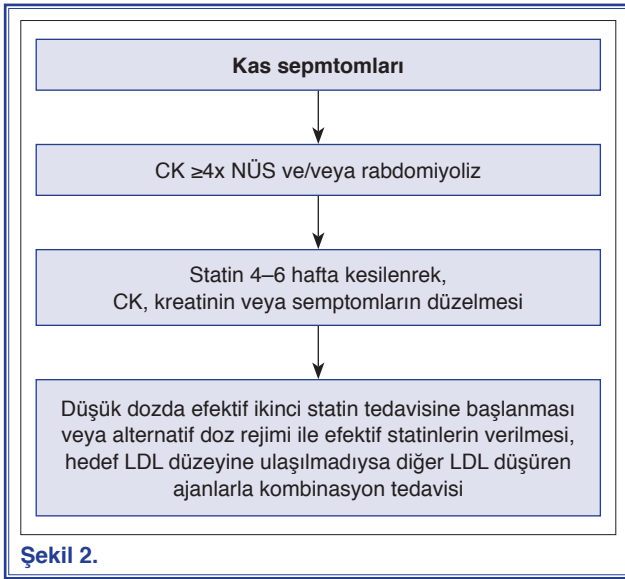 Kas sepmtomları
CK ≥4x NÜS ve/veya rabdomiyoliz
Statin 4–6 hafta kesilenrek,
CK, kreatinin veya semptomların düzelmesi
Düşük dozda efektif ikinci statin tedavisine başlanması
veya alternatif doz rejimi ile efektif statinlerin verilmesi,
hedef LDL düzeyine ulaşılmadıysa diğer LDL düşüren
ajanlarla kombinasyon tedavisi
Şekil 2.